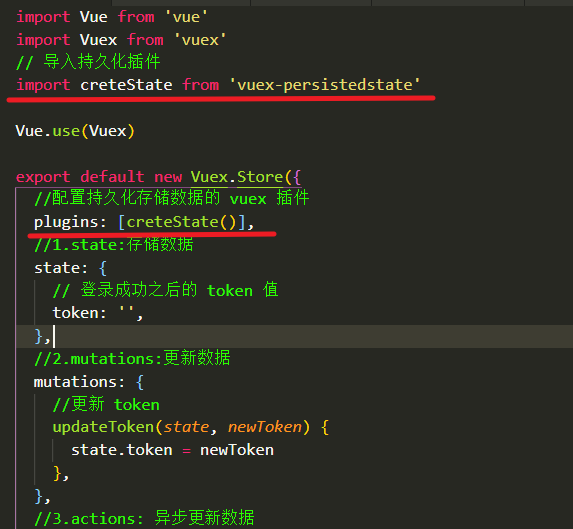 import Vue from 'vue'
import Vuex from 'vuex'
// 导入持久化插件
import creteState from 'vuex-persistedstate'
Vue.use(Vuex)
export default new Vuex.Store({
//配置持久化存储数据的 vuex 插件
plugins: [creteState()],
//1.state:存储数据
state: {
// 登录成功之后的 token 值
token: '',
},
//2.mutations:更新数据
mutations: {
//更新 token
updateToken(state, newToken) {
state.token = newToken
},
},
//3.actions: 异步更新数据